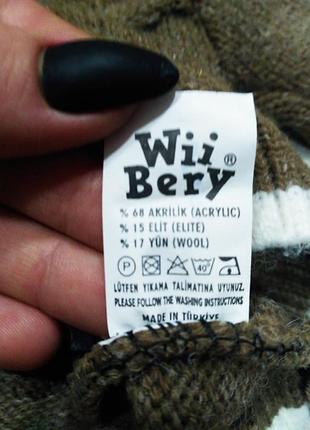 Wii ®
Bery
% 68 AKRİLİK (ACRYLIC)
% 15 ELİT (ELITE)
% 17 YÜN (WOOL)
P 40°
LÜTFEN YIKAMA TALİMATINA UYUNUZ.
PLEASE FOLLOW THE WASHING INSTRUCTIONS
MADE IN TÜRKİYE